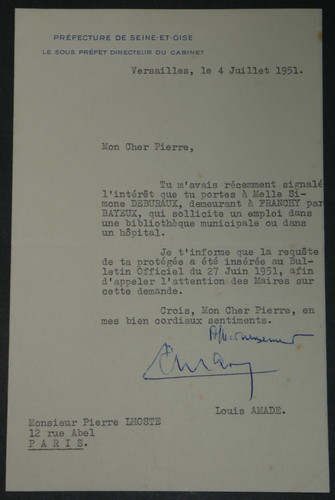 PRÉFECTURE DE SEINE-ET-OISE
LE SOUS PRÉFET DIRECTEUR DU CABINET
Versailles, le 4 Juillet 1951.
Mon Cher Pierre,
Tu m'avais récemment signalé
l'intérêt que tu portes à Melle Si-
mone DEBURAUX, demeurant à FRANCHY par
BAYEUX, qui sollicite un emploi dans
une bibliothèque municipale ou dans
un hôpital.
Je t'informe que la requête
de ta protégée a été insérée au Bul-
letin Officiel du 27 Juin 1951, afin
d'appeler l'attention des Maires sur
cette demande.
Crois, Mon Cher Pierre, en
mes bien cordiaux sentiments.
Louis AMADE.
Monsieur Pierre LHOSTE
12 rue Abel
PARIS.